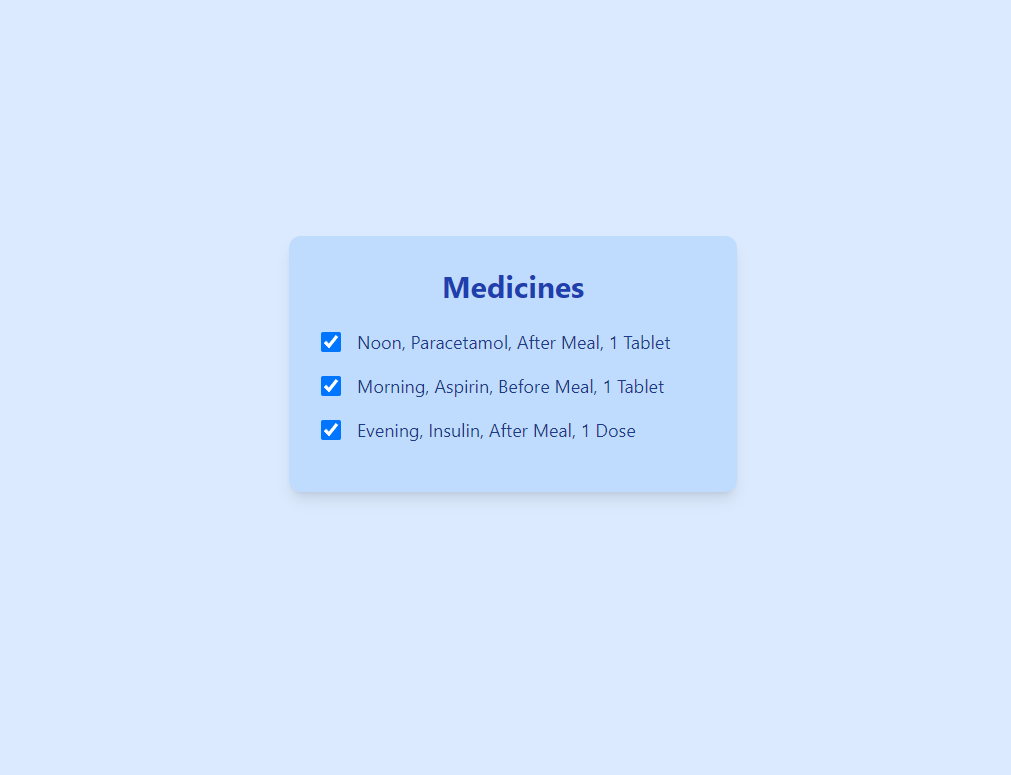 Medicines
Noon, Paracetamol, After Meal, 1 Tablet
Morning, Aspirin, Before Meal, 1 Tablet
Evening, Insulin, After Meal, 1 Dose